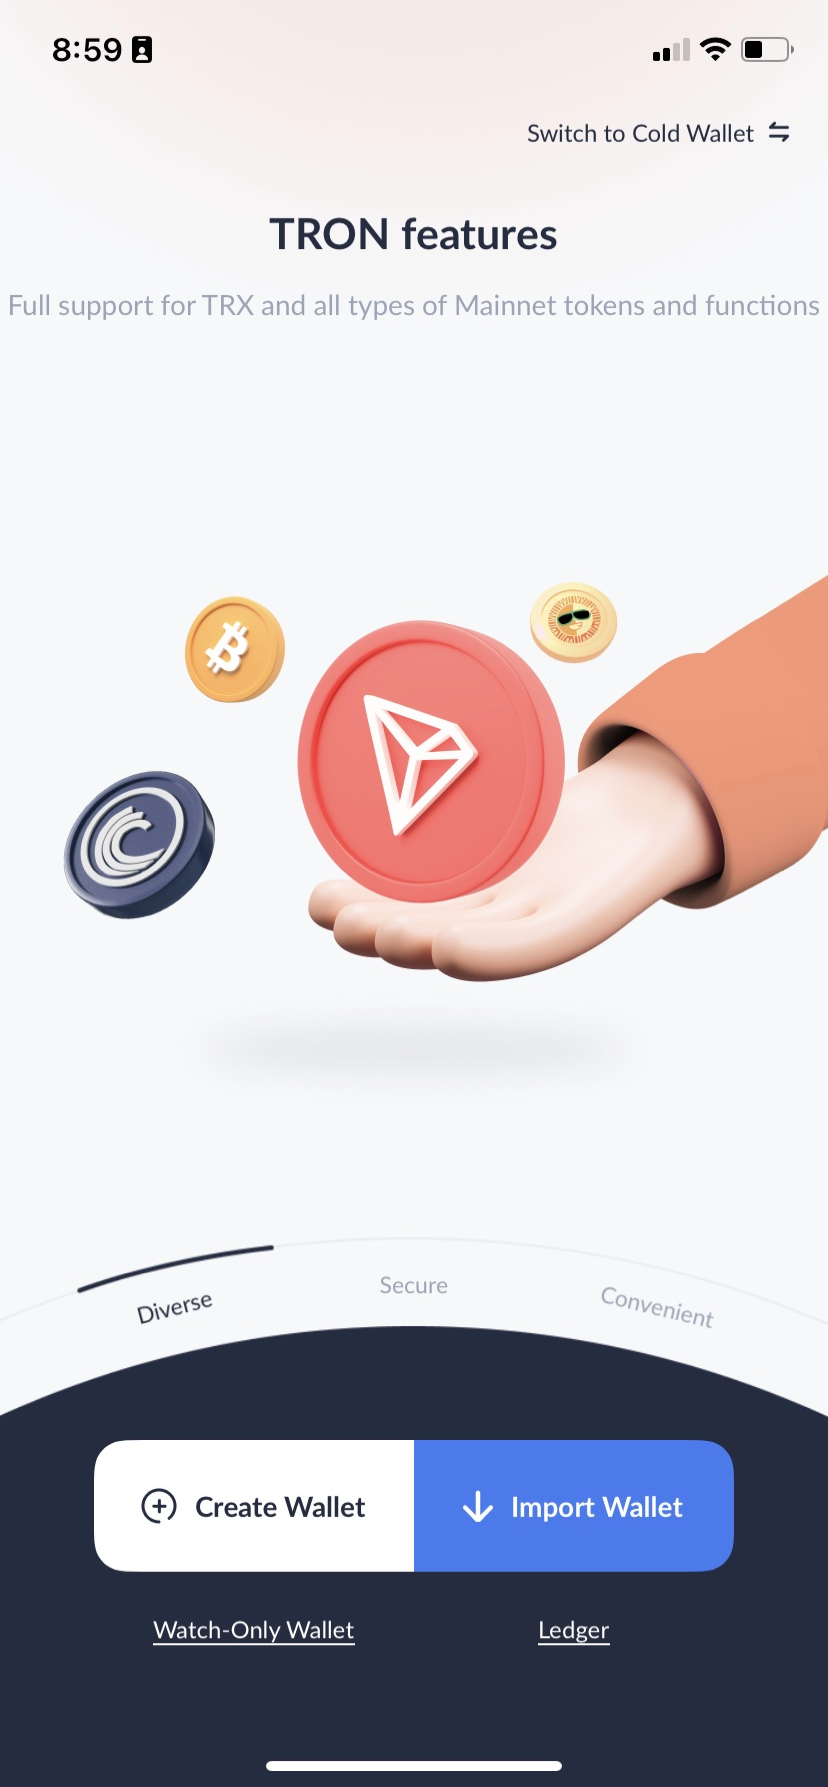 8:59
Switch to Cold Wallet
TRON features
Full support for TRX and all types of Mainnet tokens and functions
Diverse
Secure
Convenient
Create Wallet
Import Wallet
Watch-Only Wallet
Ledger